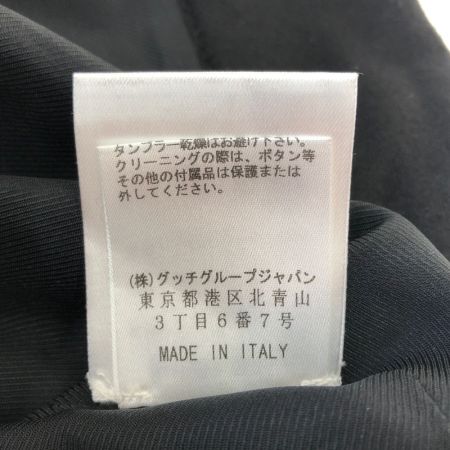 タンブラー乾燥はお避け下さい。
クリーニングの際は、ボタン等
その他の付属品は保護または
外してください。
(株)グッチグループジャパン
東京都港区北青山
3丁目6番7号
MADE IN ITALY